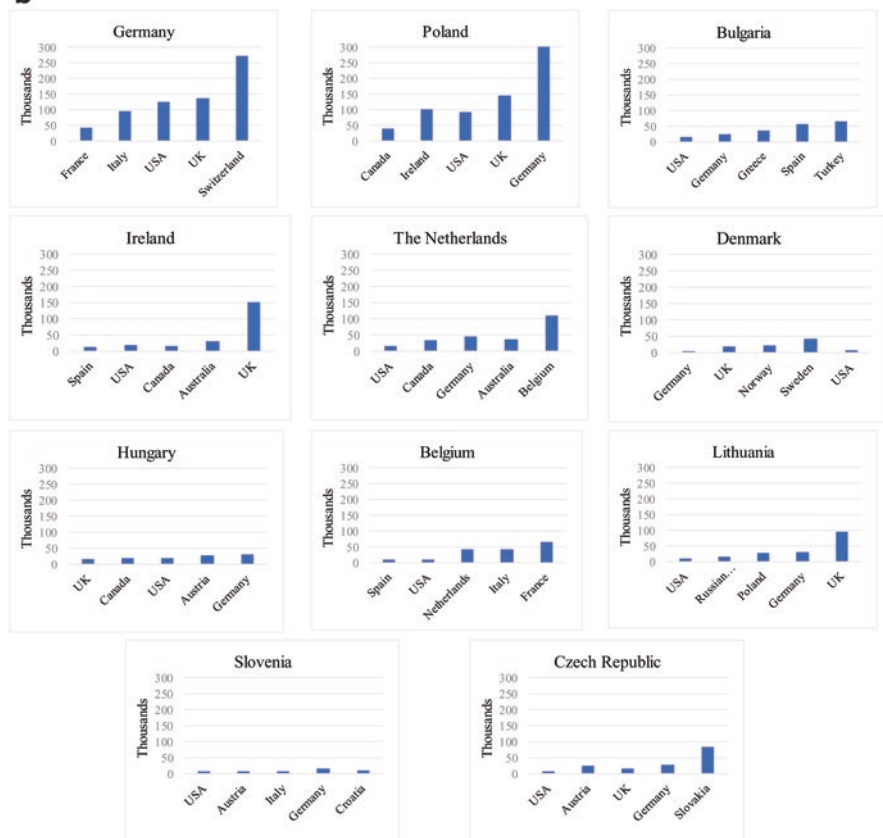 b
Germany
Thousands
300
250
200
150
100
50
0
France
Italy
USA
UK
Switzerland
Poland
Thousands
300
250
200
150
100
50
0
Canada
Ireland
USA
UK
Germany
Bulgaria
Thousands
300
250
200
150
100
50
0
USA
Germany
Greece
Spain
Turkey
Ireland
Thousands
300
250
200
150
100
50
0
Spain
USA
Canada
Australia
UK
The Netherlands
Thousands
300
250
200
150
100
50
0
USA
Canada
Germany
Australia
Belgium
Denmark
Thousands
300
250
200
150
100
50
0
Germany
UK
Norway
Sweden
USA
Hungary
Thousands
300
250
200
150
100
50
0
UK
Canada
USA
Austria
Germany
Belgium
Thousands
300
250
200
150
100
50
0
Spain
USA
Netherlands
Italy
France
Lithuania
Thousands
300
250
200
150
100
50
0
USA
Russian...
Poland
Germany
UK
Slovenia
Thousands
300
250
200
150
100
50
0
USA
Austria
Italy
Germany
Croatia
Czech Republic
Thousands
300
250
200
150
100
50
0
USA
Austria
UK
Germany
Slovakia